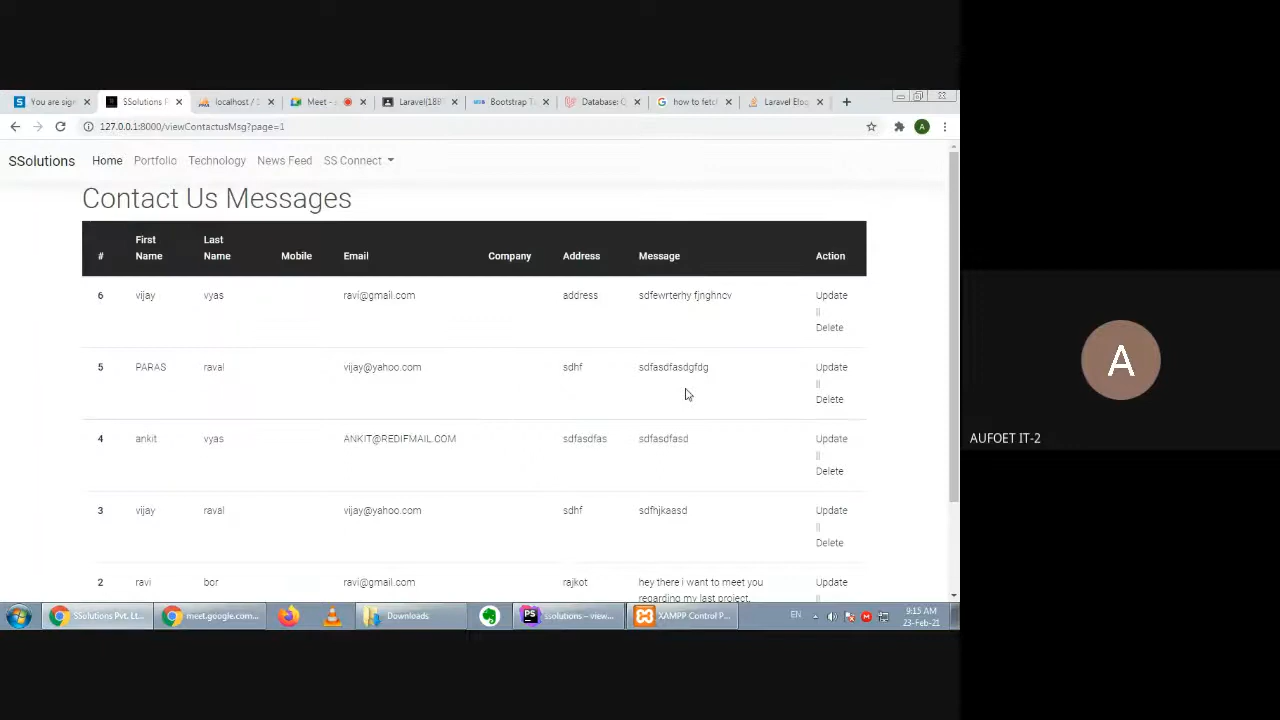 You are sign
SSolutions P
localhost / 1
Meet -
Laravel(18B
Bootstrap T
Database: Q
how to fetc
Laravel Eloq
127.0.0.1:8000/viewContactusMsg?page=1
A
SSolutions Home Portfolio Technology News Feed SS Connect
Contact Us Messages
# First Name Last Name Mobile Email Company Address Message Action
6 vijay vyas ravi@gmail.com address sdfewrterhy fjnghncv Update
||
Delete
5 PARAS raval vijay@yahoo.com sdhf sdfasdfasdgfdg Update
||
Delete
4 ankit vyas ANKIT@REDIFMAIL.COM sdfasdfas sdfasdfasd Update
||
Delete
3 vijay raval vijay@yahoo.com sdhf sdfhjkaasd Update
||
Delete
2 ravi bor ravi@gmail.com rajkot hey there i want to meet you Update
regarding my last project. ||
SSolutions Pvt. Lt...
meet.google.com...
Downloads
PS
ssolutions – view...
XAMPP Control P...
EN
9:15 AM
23-Feb-21
A
AUFOET IT-2